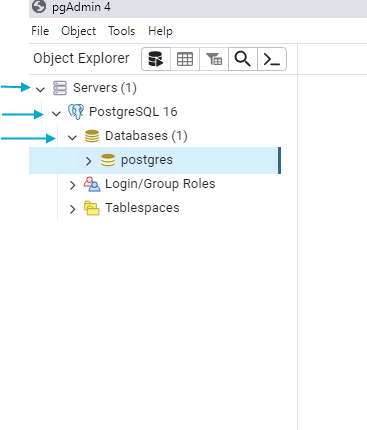 pgAdmin 4
File Object Tools Help
Object Explorer
Servers (1)
PostgreSQL 16
Databases (1)
postgres
Login/Group Roles
Tablespaces